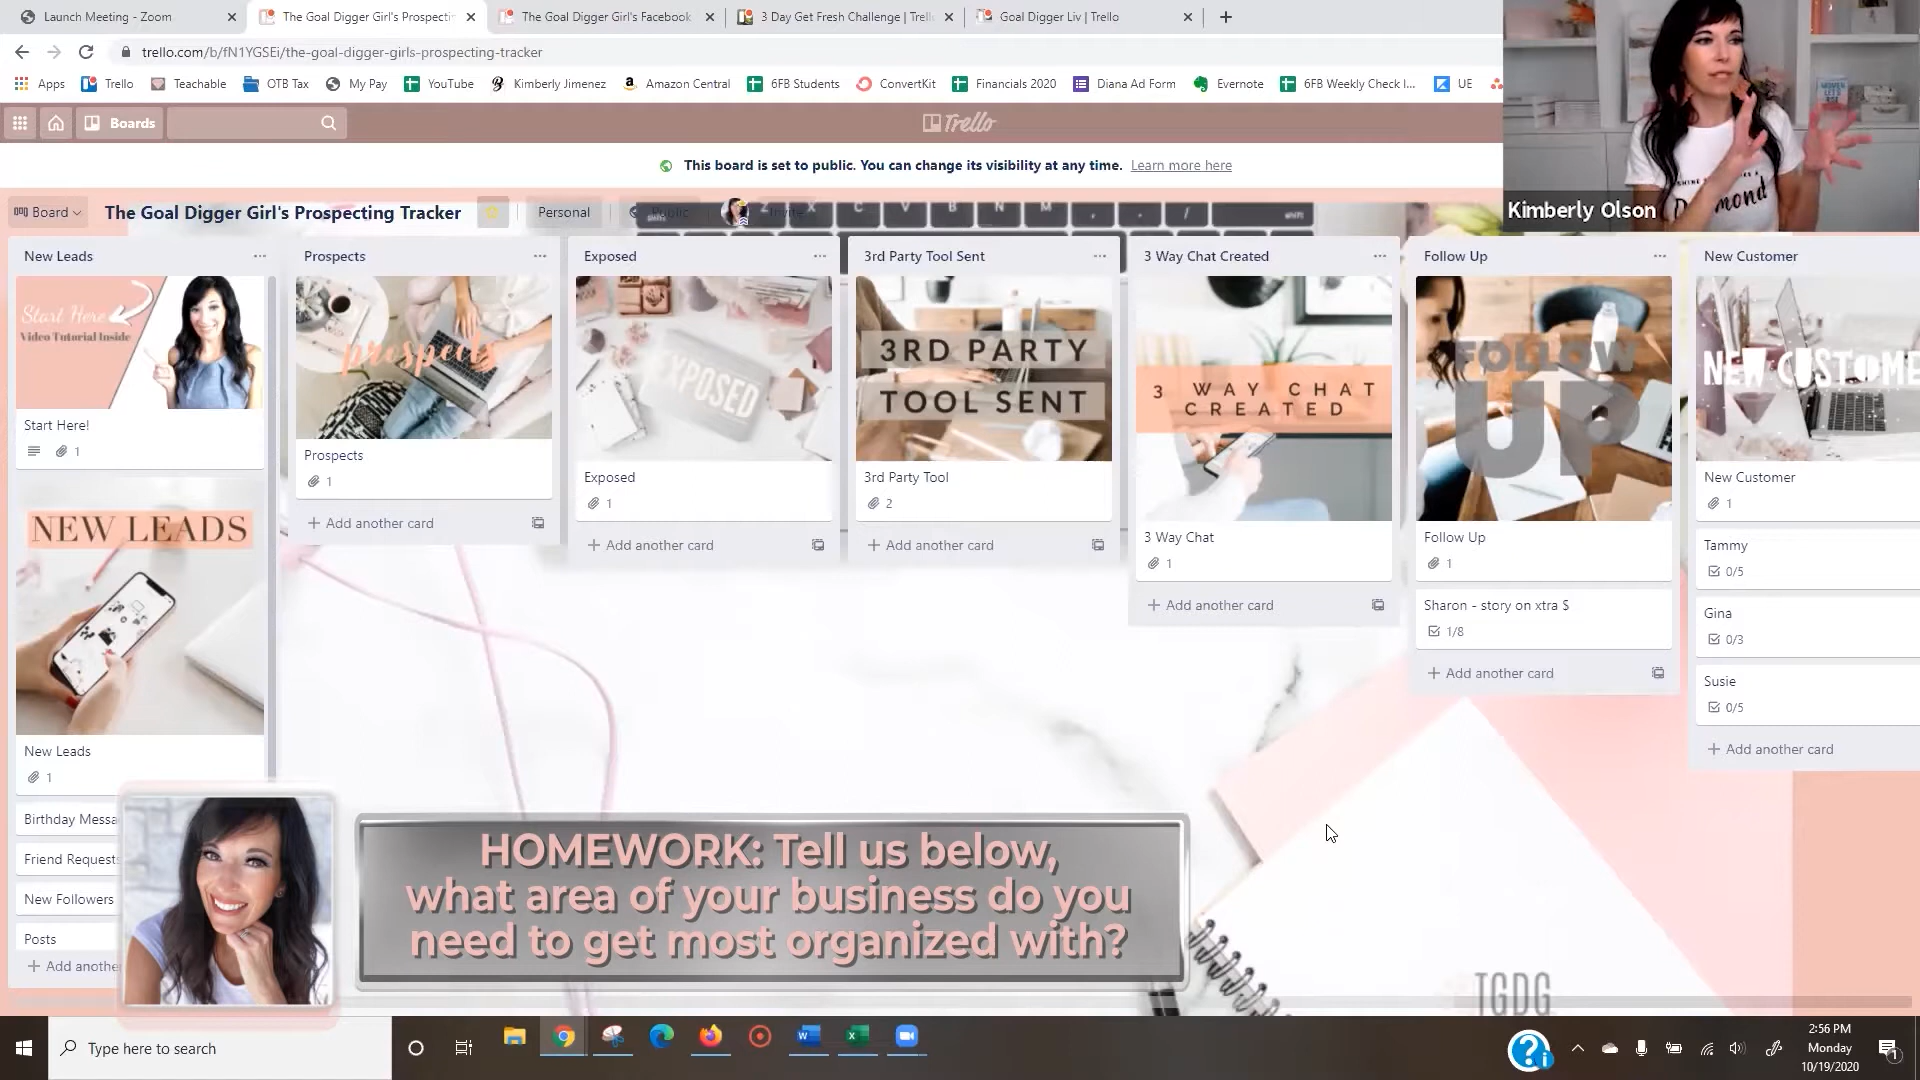 Launch Meeting - Zoom
The Goal Digger Girl's Prospectin
The Goal Digger Girl's Facebook
3 Day Get Fresh Challenge | Trell
Goal Digger Liv | Trello
trello.com/b/fN1YGSEi/the-goal-digger-girls-prospecting-tracker
Apps Trello Teachable OTB Tax My Pay YouTube Kimberly Jimenez Amazon Central 6FB Students ConvertKit Financials 2020 Diana Ad Form Evernote 6FB Weekly Check I... UE
Boards
Trello
This board is set to public. You can change its visibility at any time. Learn more here
Kimberly Olson
Board
The Goal Digger Girl's Prospecting Tracker
Personal
Public
Invite
New Leads
Start Here
Video Tutorial Inside
Start Here!
1
NEW LEADS
New Leads
1
Birthday Messa
Friend Requests
New Followers
Posts
+ Add anothe
Prospects
prospects
Prospects
1
+ Add another card
Exposed
EXPOSED
Exposed
1
+ Add another card
3rd Party Tool Sent
3RD PARTY
TOOL SENT
3rd Party Tool
2
+ Add another card
3 Way Chat Created
3 WAY CHAT
CREATED
3 Way Chat
1
+ Add another card
Follow Up
FOLLOW
UP
Follow Up
1
Sharon - story on xtra $
1/8
+ Add another card
New Customer
NEW CUSTOME
New Customer
1
Tammy
0/5
Gina
0/3
Susie
0/5
+ Add another card
HOMEWORK: Tell us below,
what area of your business do you
need to get most organized with?
TGDG
Type here to search
2:56 PM
Monday
10/19/2020
1